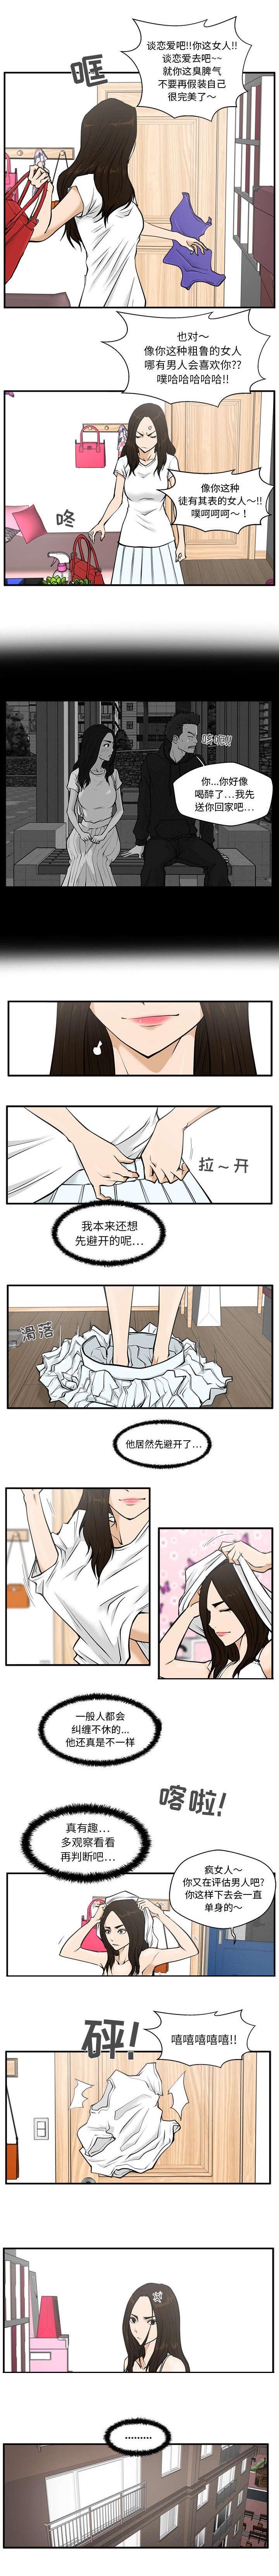 谈恋爱吧!!你这女人!!
谈恋爱去吧~~
就你这臭脾气
不要再假装自己
很完美了～
哐
也对～
像你这种粗鲁的女人
哪有男人会喜欢你??
噗哈哈哈哈哈!!
像你这种
徒有其表的女人～!!
噗呵呵呵～!
咚
咳呃!!
你...你好像
喝醉了...我先
送你回家吧...
拉～开
我本来还想
先避开的呢...
滑落
他居然先避开了...
一般人都会
纠缠不休的...
他还真是不一样
喀啦!
真有趣...
多观察看看
再判断吧...
疯女人～
你又在评估男人吧?
你这样下去会一直
单身的～
砰!
嘻嘻嘻嘻嘻!!
.........